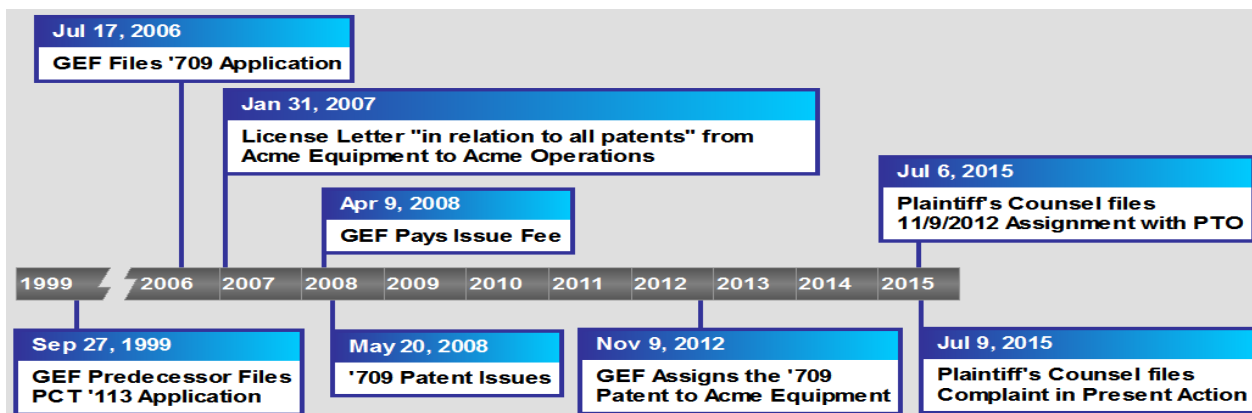 Jul 17, 2006
GEF Files '709 Application
Jan 31, 2007
License Letter "in relation to all patents" from
Acme Equipment to Acme Operations
Apr 9, 2008
GEF Pays Issue Fee
Jul 6, 2015
Plaintiff's Counsel files
11/9/2012 Assignment with PTO
1999 2006 2007 2008 2009 2010 2011 2012 2013 2014 2015
Sep 27, 1999
GEF Predecessor Files
PCT '113 Application
May 20, 2008
'709 Patent Issues
Nov 9, 2012
GEF Assigns the '709
Patent to Acme Equipment
Jul 9, 2015
Plaintiff's Counsel files
Complaint in Present Action